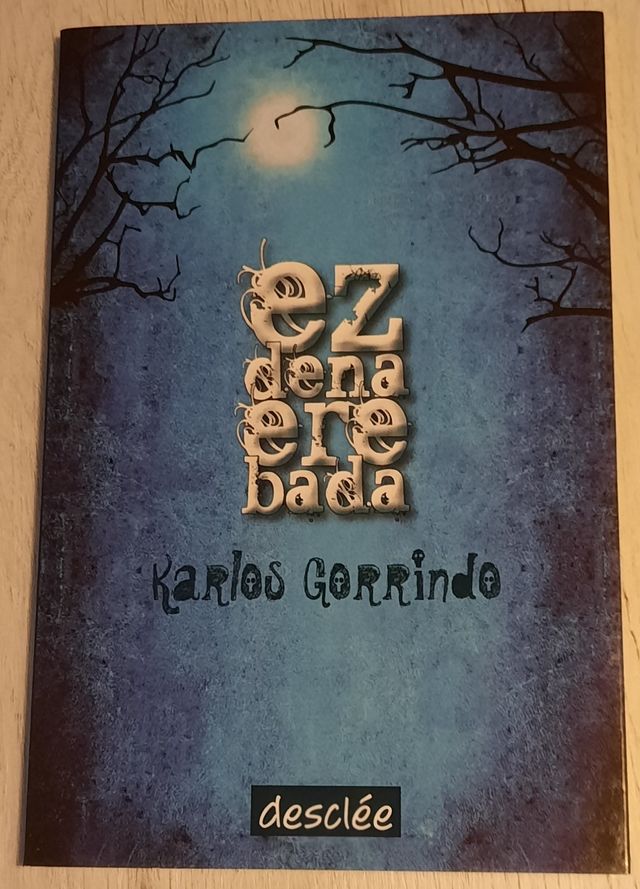 ez
dena
ere
bada
Karlos Gorrindo
desclée